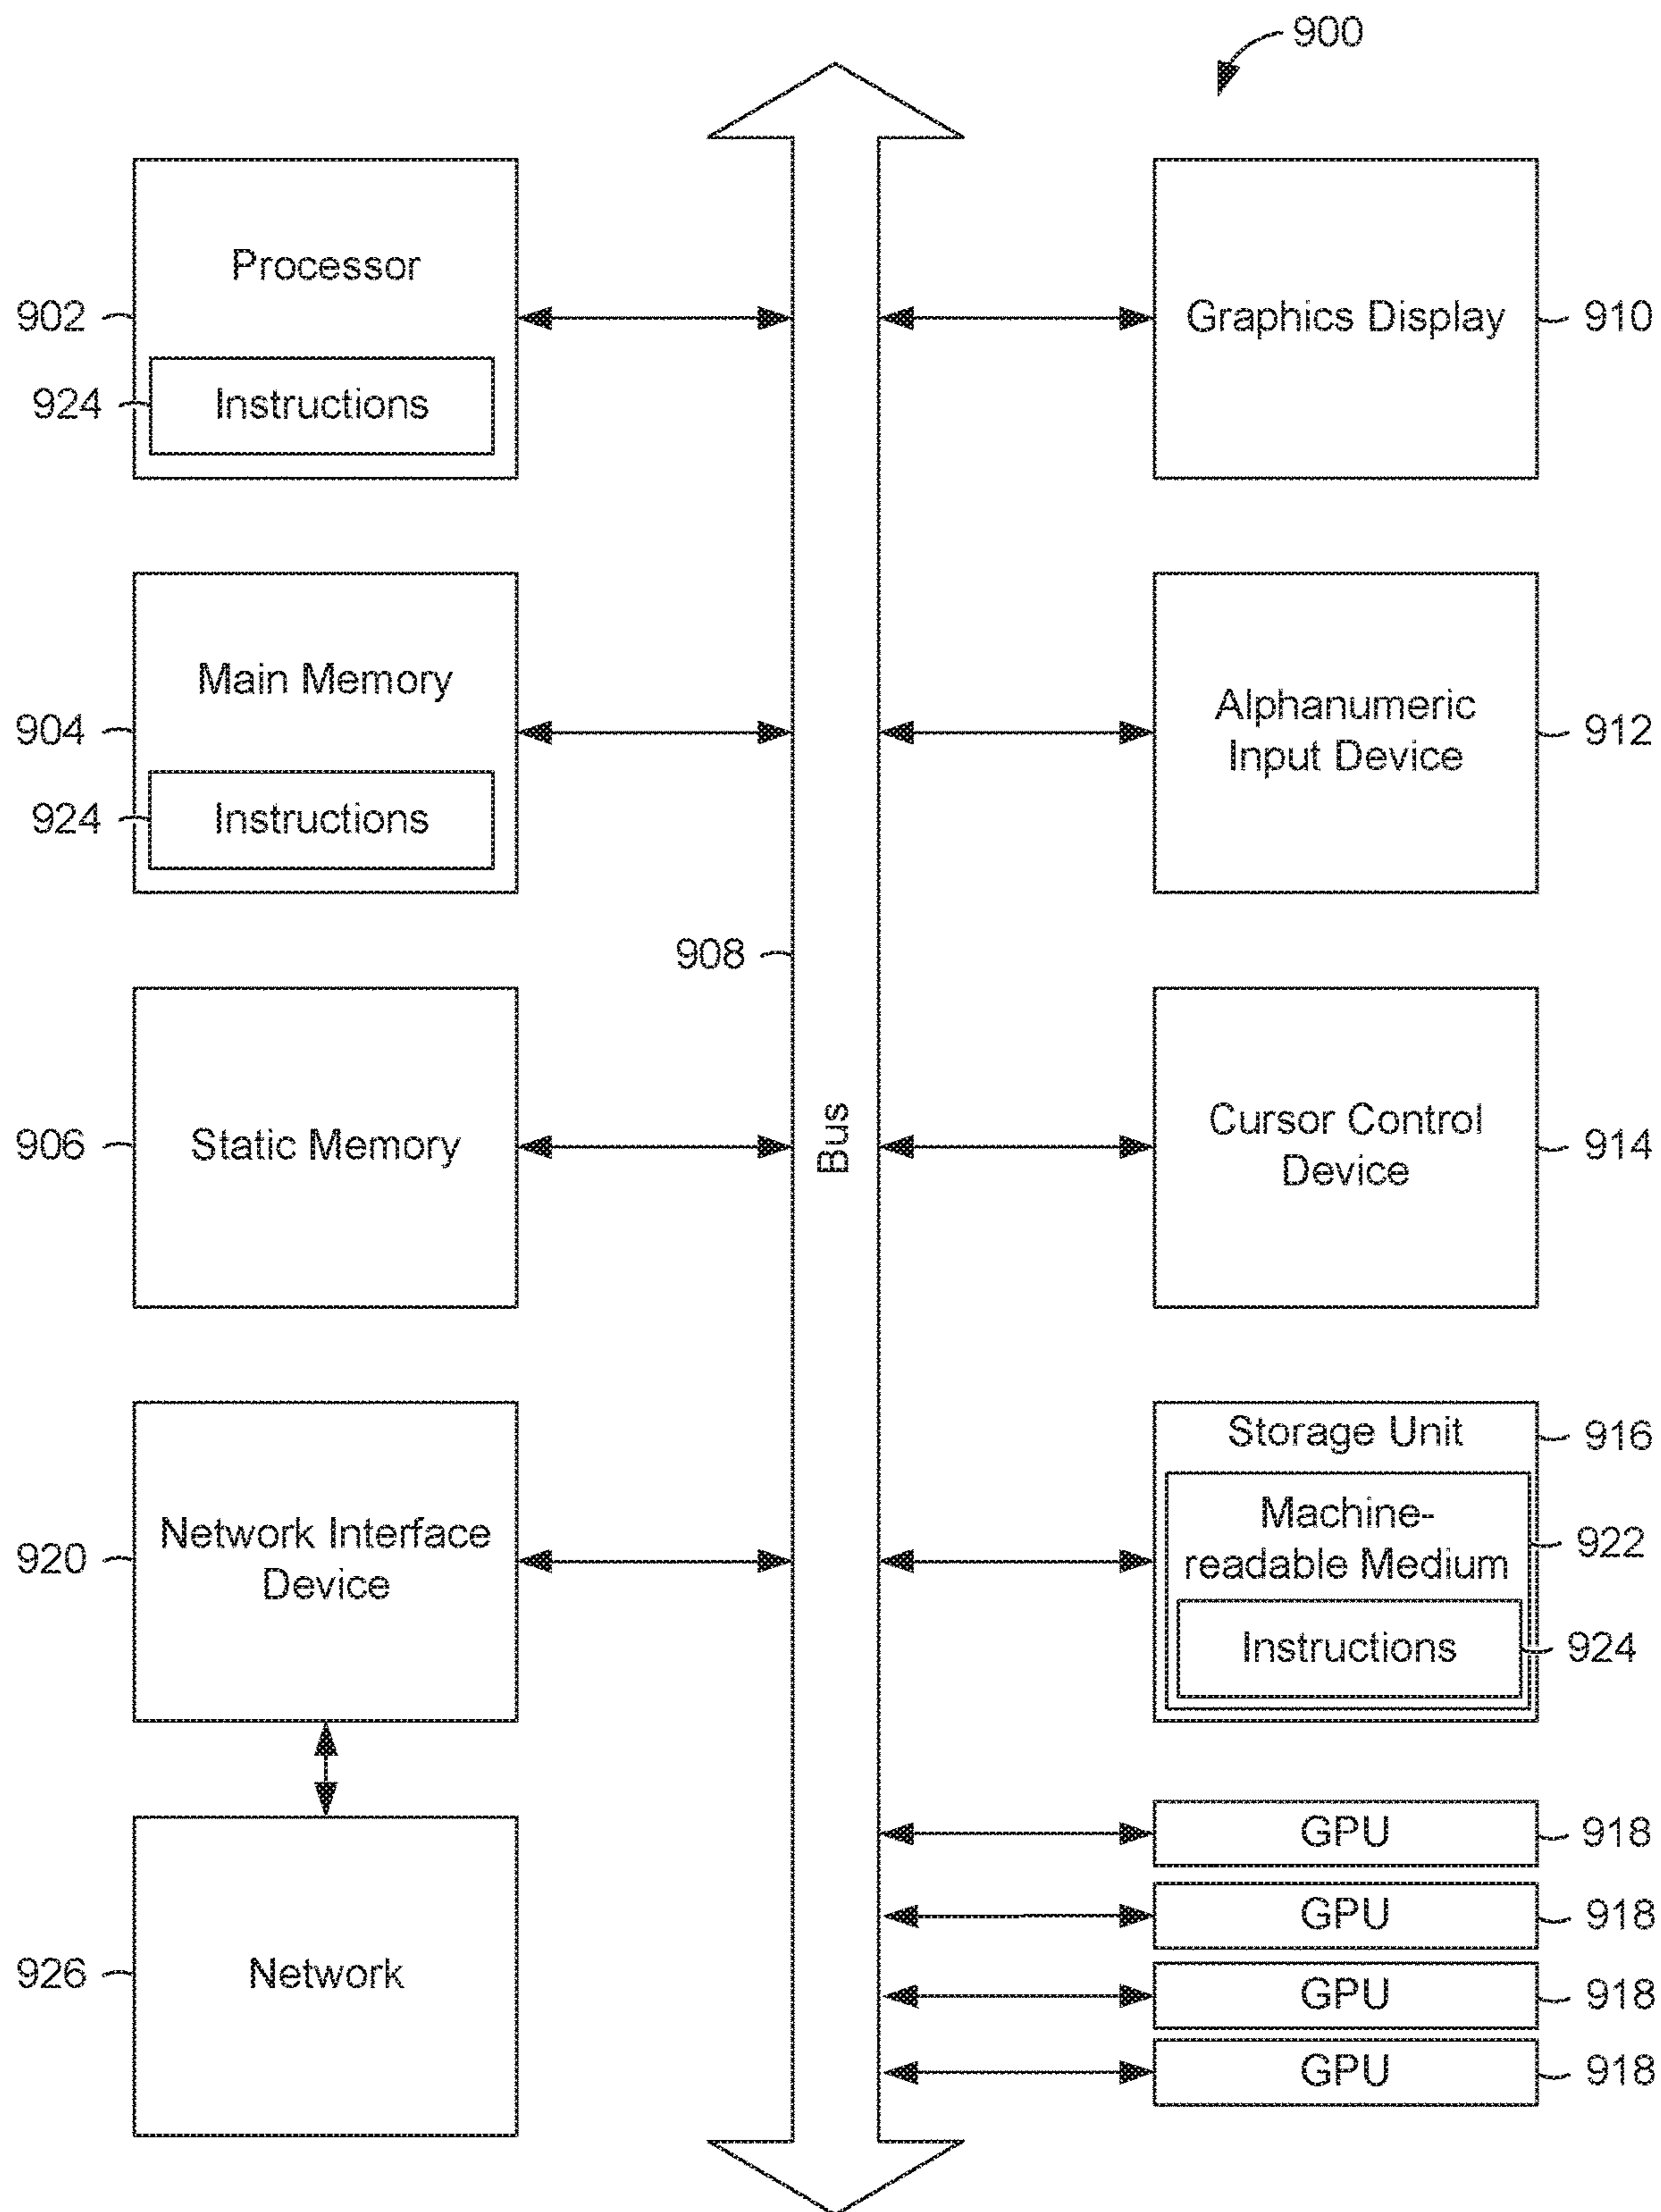 900
Processor
902
924
Instructions
Graphics Display
910
Main Memory
904
924
Instructions
Alphanumeric
Input Device
912
908
Bus
906
Static Memory
Cursor Control
Device
914
920
Network Interface
Device
Storage Unit
916
Machine-
readable Medium
922
Instructions
924
926
Network
GPU
918
GPU
918
GPU
918
GPU
918